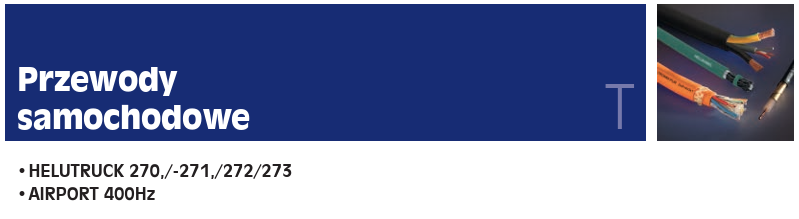 Przewody
samochodowe
T
• HELUTRUCK 270,/-271,/272/273
• AIRPORT 400Hz